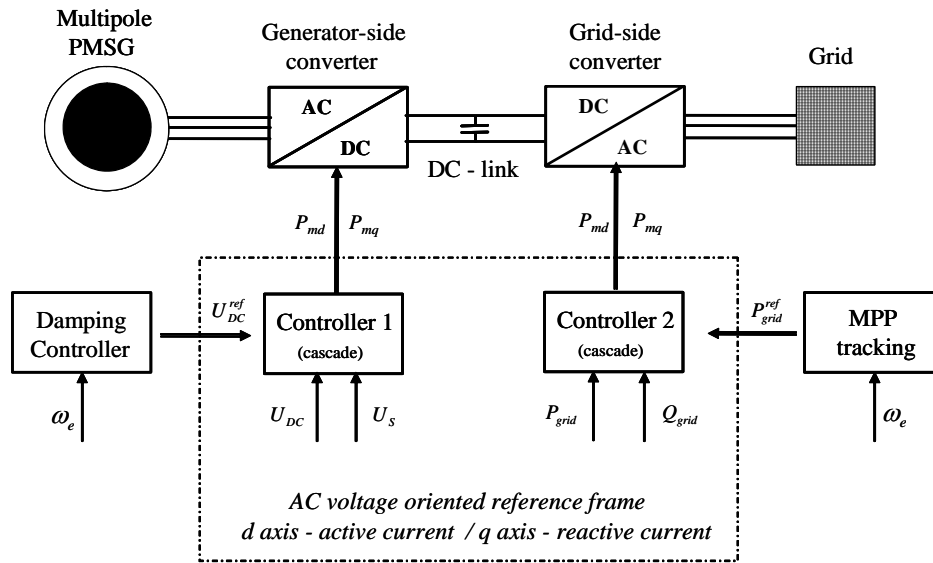 Multipole
PMSG
Generator-side
converter
Grid-side
converter
Grid
AC
DC
DC - link
DC
AC
P_md P_mq
P_md P_mq
Damping
Controller
U_DC^ref
Controller 1
(cascade)
Controller 2
(cascade)
P_grid^ref
MPP
tracking
ω_e
U_DC
U_S
P_grid
Q_grid
ω_e
AC voltage oriented reference frame
d axis - active current / q axis - reactive current